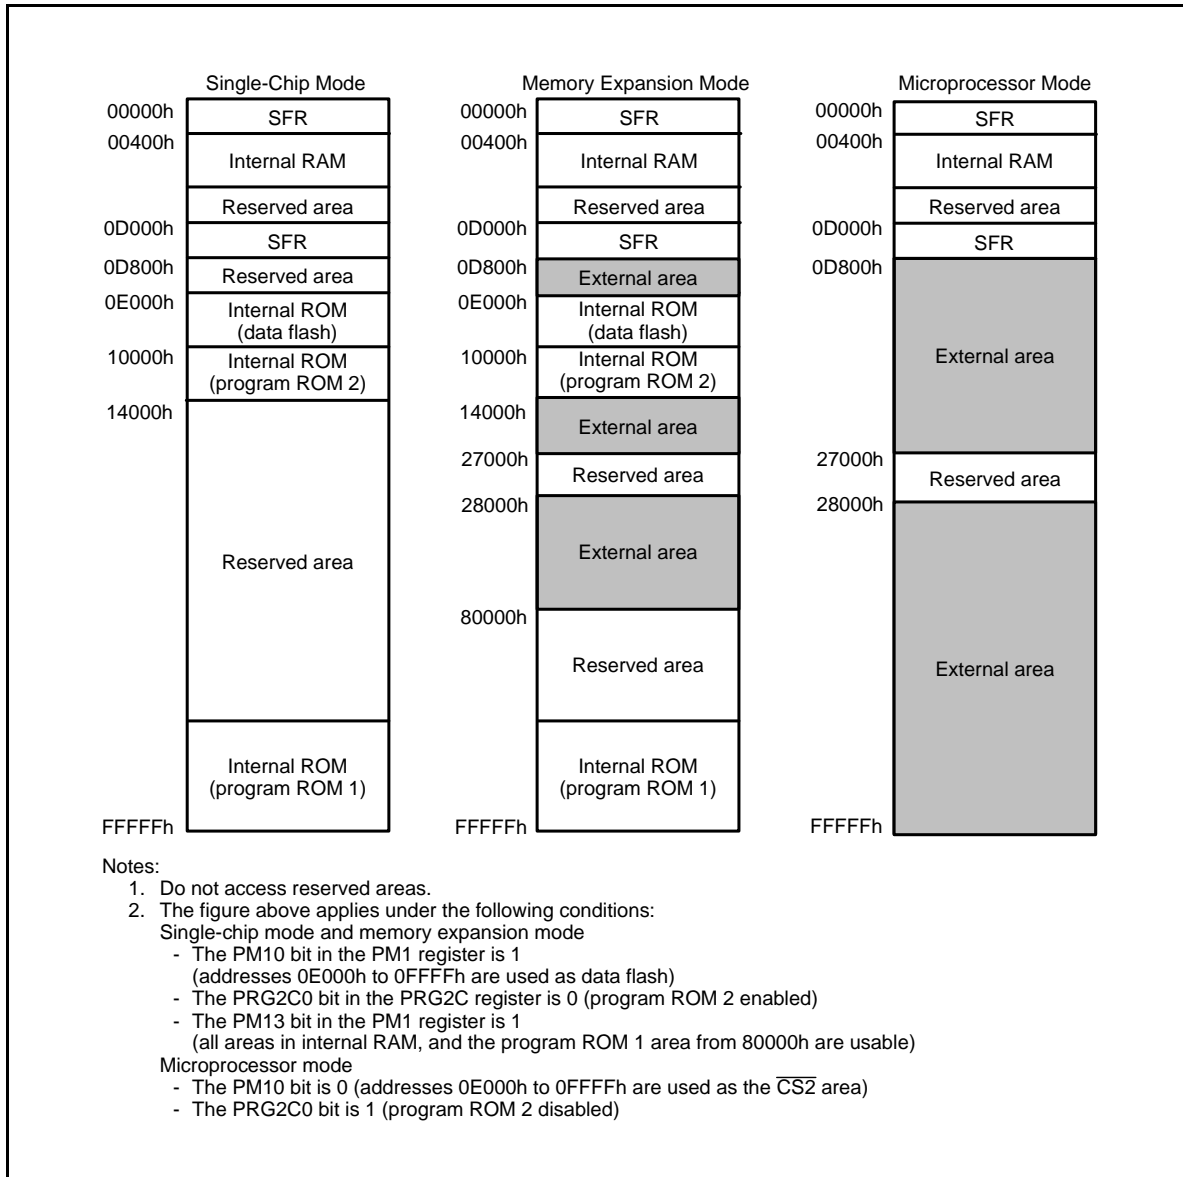 Single-Chip Mode
00000h
SFR
00400h
Internal RAM
Reserved area
0D000h
SFR
0D800h
Reserved area
0E000h
Internal ROM
(data flash)
10000h
Internal ROM
(program ROM 2)
14000h
Reserved area
Internal ROM
(program ROM 1)
FFFFFh
Memory Expansion Mode
00000h
SFR
00400h
Internal RAM
Reserved area
0D000h
SFR
0D800h
External area
0E000h
Internal ROM
(data flash)
10000h
Internal ROM
(program ROM 2)
14000h
External area
27000h
Reserved area
28000h
External area
80000h
Reserved area
Internal ROM
(program ROM 1)
FFFFFh
Microprocessor Mode
00000h
SFR
00400h
Internal RAM
Reserved area
0D000h
SFR
0D800h
External area
27000h
Reserved area
28000h
External area
FFFFFh
Notes:
1. Do not access reserved areas.
2. The figure above applies under the following conditions:
Single-chip mode and memory expansion mode
- The PM10 bit in the PM1 register is 1
(addresses 0E000h to 0FFFFh are used as data flash)
- The PRG2C0 bit in the PRG2C register is 0 (program ROM 2 enabled)
- The PM13 bit in the PM1 register is 1
(all areas in internal RAM, and the program ROM 1 area from 80000h are usable)
Microprocessor mode
- The PM10 bit is 0 (addresses 0E000h to 0FFFFh are used as the C̅S̅2̅ area)
- The PRG2C0 bit is 1 (program ROM 2 disabled)